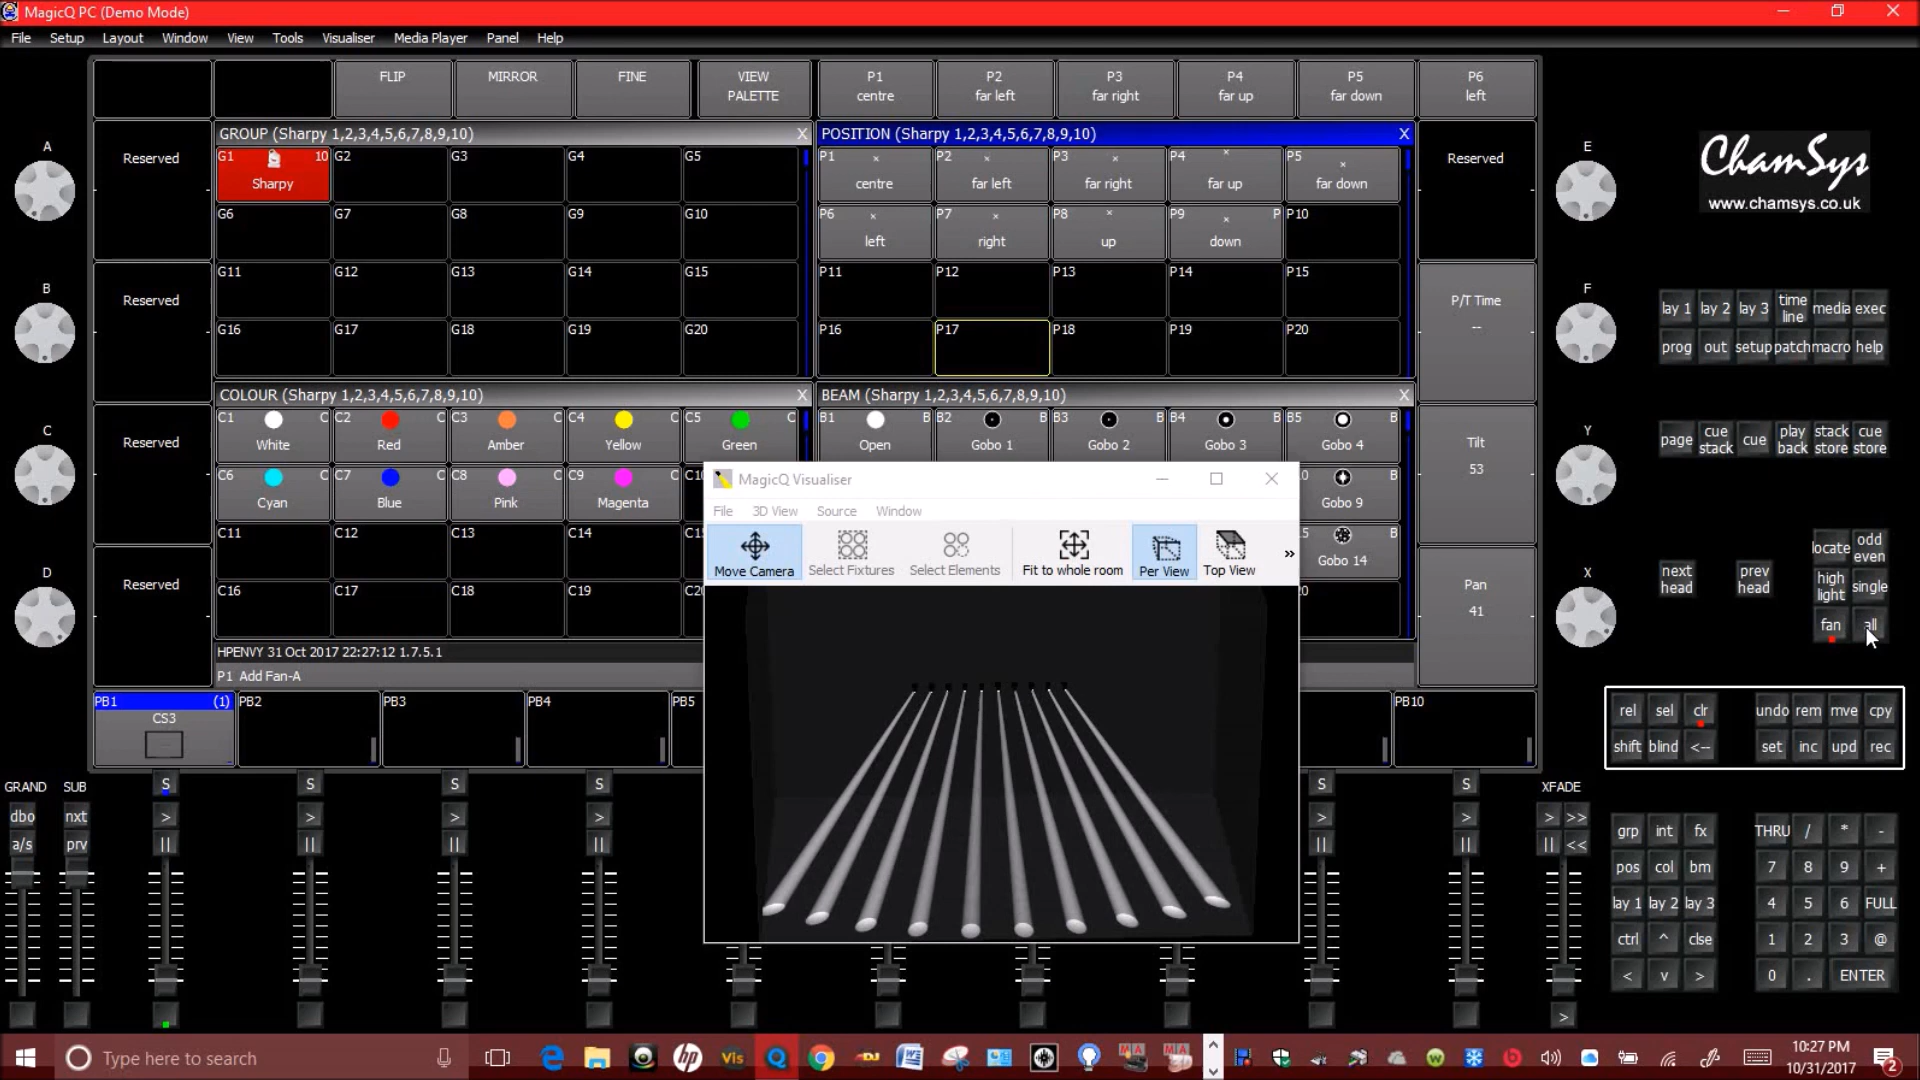 MagicQ PC (Demo Mode)
File Setup Layout Window View Tools Visualiser Media Player Panel Help
FLIP MIRROR FINE VIEW PALETTE P1 centre P2 far left P3 far right P4 far up P5 far down P6 left
GROUP (Sharpy 1,2,3,4,5,6,7,8,9,10) X
G1 10 Sharpy G2 G3 G4 G5
G6 G7 G8 G9 G10
G11 G12 G13 G14 G15
G16 G17 G18 G19 G20
POSITION (Sharpy 1,2,3,4,5,6,7,8,9,10) X
P1 centre P2 far left P3 far right P4 far up P5 far down
P6 left P7 right P8 up P9 P down P10
P11 P12 P13 P14 P15
P16 P17 P18 P19 P20
COLOUR (Sharpy 1,2,3,4,5,6,7,8,9,10) X
C1 C White C2 C Red C3 C Amber C4 C Yellow C5 C Green
C6 C Cyan C7 C Blue C8 C Pink C9 C Magenta C10
C11 C12 C13 C14
C16 C17 C18 C19
BEAM (Sharpy 1,2,3,4,5,6,7,8,9,10) X
B1 B Open B2 B Gobo 1 B3 B Gobo 2 B4 B Gobo 3 B5 B Gobo 4
B Gobo 9
B Gobo 14
A Reserved
B Reserved
C Reserved
D Reserved
Reserved E
P/T Time -- F
Tilt 53 Y
Pan 41 X
MagicQ Visualiser
File 3D View Source Window
Move Camera Select Fixtures Select Elements Fit to whole room Per View Top View »
HPENVY 31 Oct 2017 22:27:12 1.7.5.1
P1 Add Fan-A
PB1 (1) CS3 PB2 PB3 PB4 PB5 PB10
ChamSys
www.chamsys.co.uk
lay 1 lay 2 lay 3 time line media exec
prog out setup patch macro help
page cue stack cue play back stack store cue store
next head prev head
locate odd even
high light single
fan all
rel sel clr undo rem mve cpy
shift blind <-- set inc upd rec
GRAND SUB S S S S S S XFADE
dbo nxt > > > > > > > >>
a/s prv || || || || || || || <<
grp int fx THRU / * -
pos col bm 7 8 9 +
lay 1 lay 2 lay 3 4 5 6 FULL
ctrl ^ clse 1 2 3 @
< v > 0 . ENTER
>
Type here to search
10:27 PM
10/31/2017
2